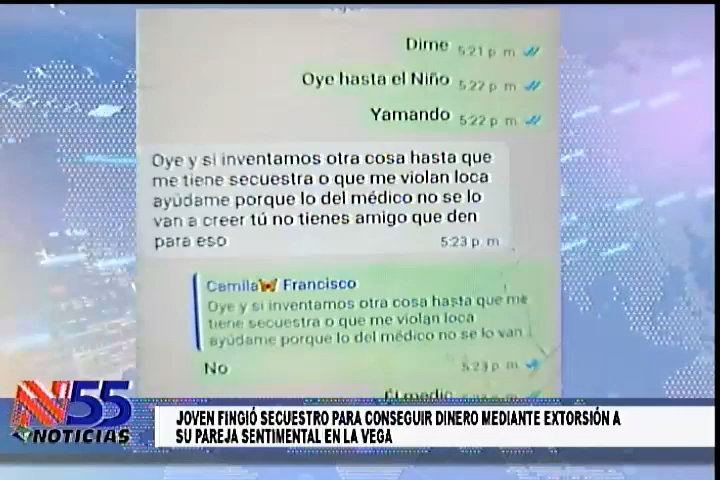 Dime 5:21 p. m.
Oye hasta el Niño 5:22 p. m.
Yamando 5:22 p. m.
Oye y si inventamos otra cosa hasta que
me tiene secuestra o que me violan loca
ayúdame porque lo del médico no se lo
van a creer tú no tienes amigo que den
para eso 5:23 p. m
Camila Francisco
Oye y si inventamos otra cosa hasta que me
tiene secuestra o que me violan loca
ayúdame porque lo del médico no se lo van
No 5:23 p. m.
N55
NOTICIAS
JOVEN FINGIÓ SECUESTRO PARA CONSEGUIR DINERO MEDIANTE EXTORSIÓN A
SU PAREJA SENTIMENTAL EN LA VEGA